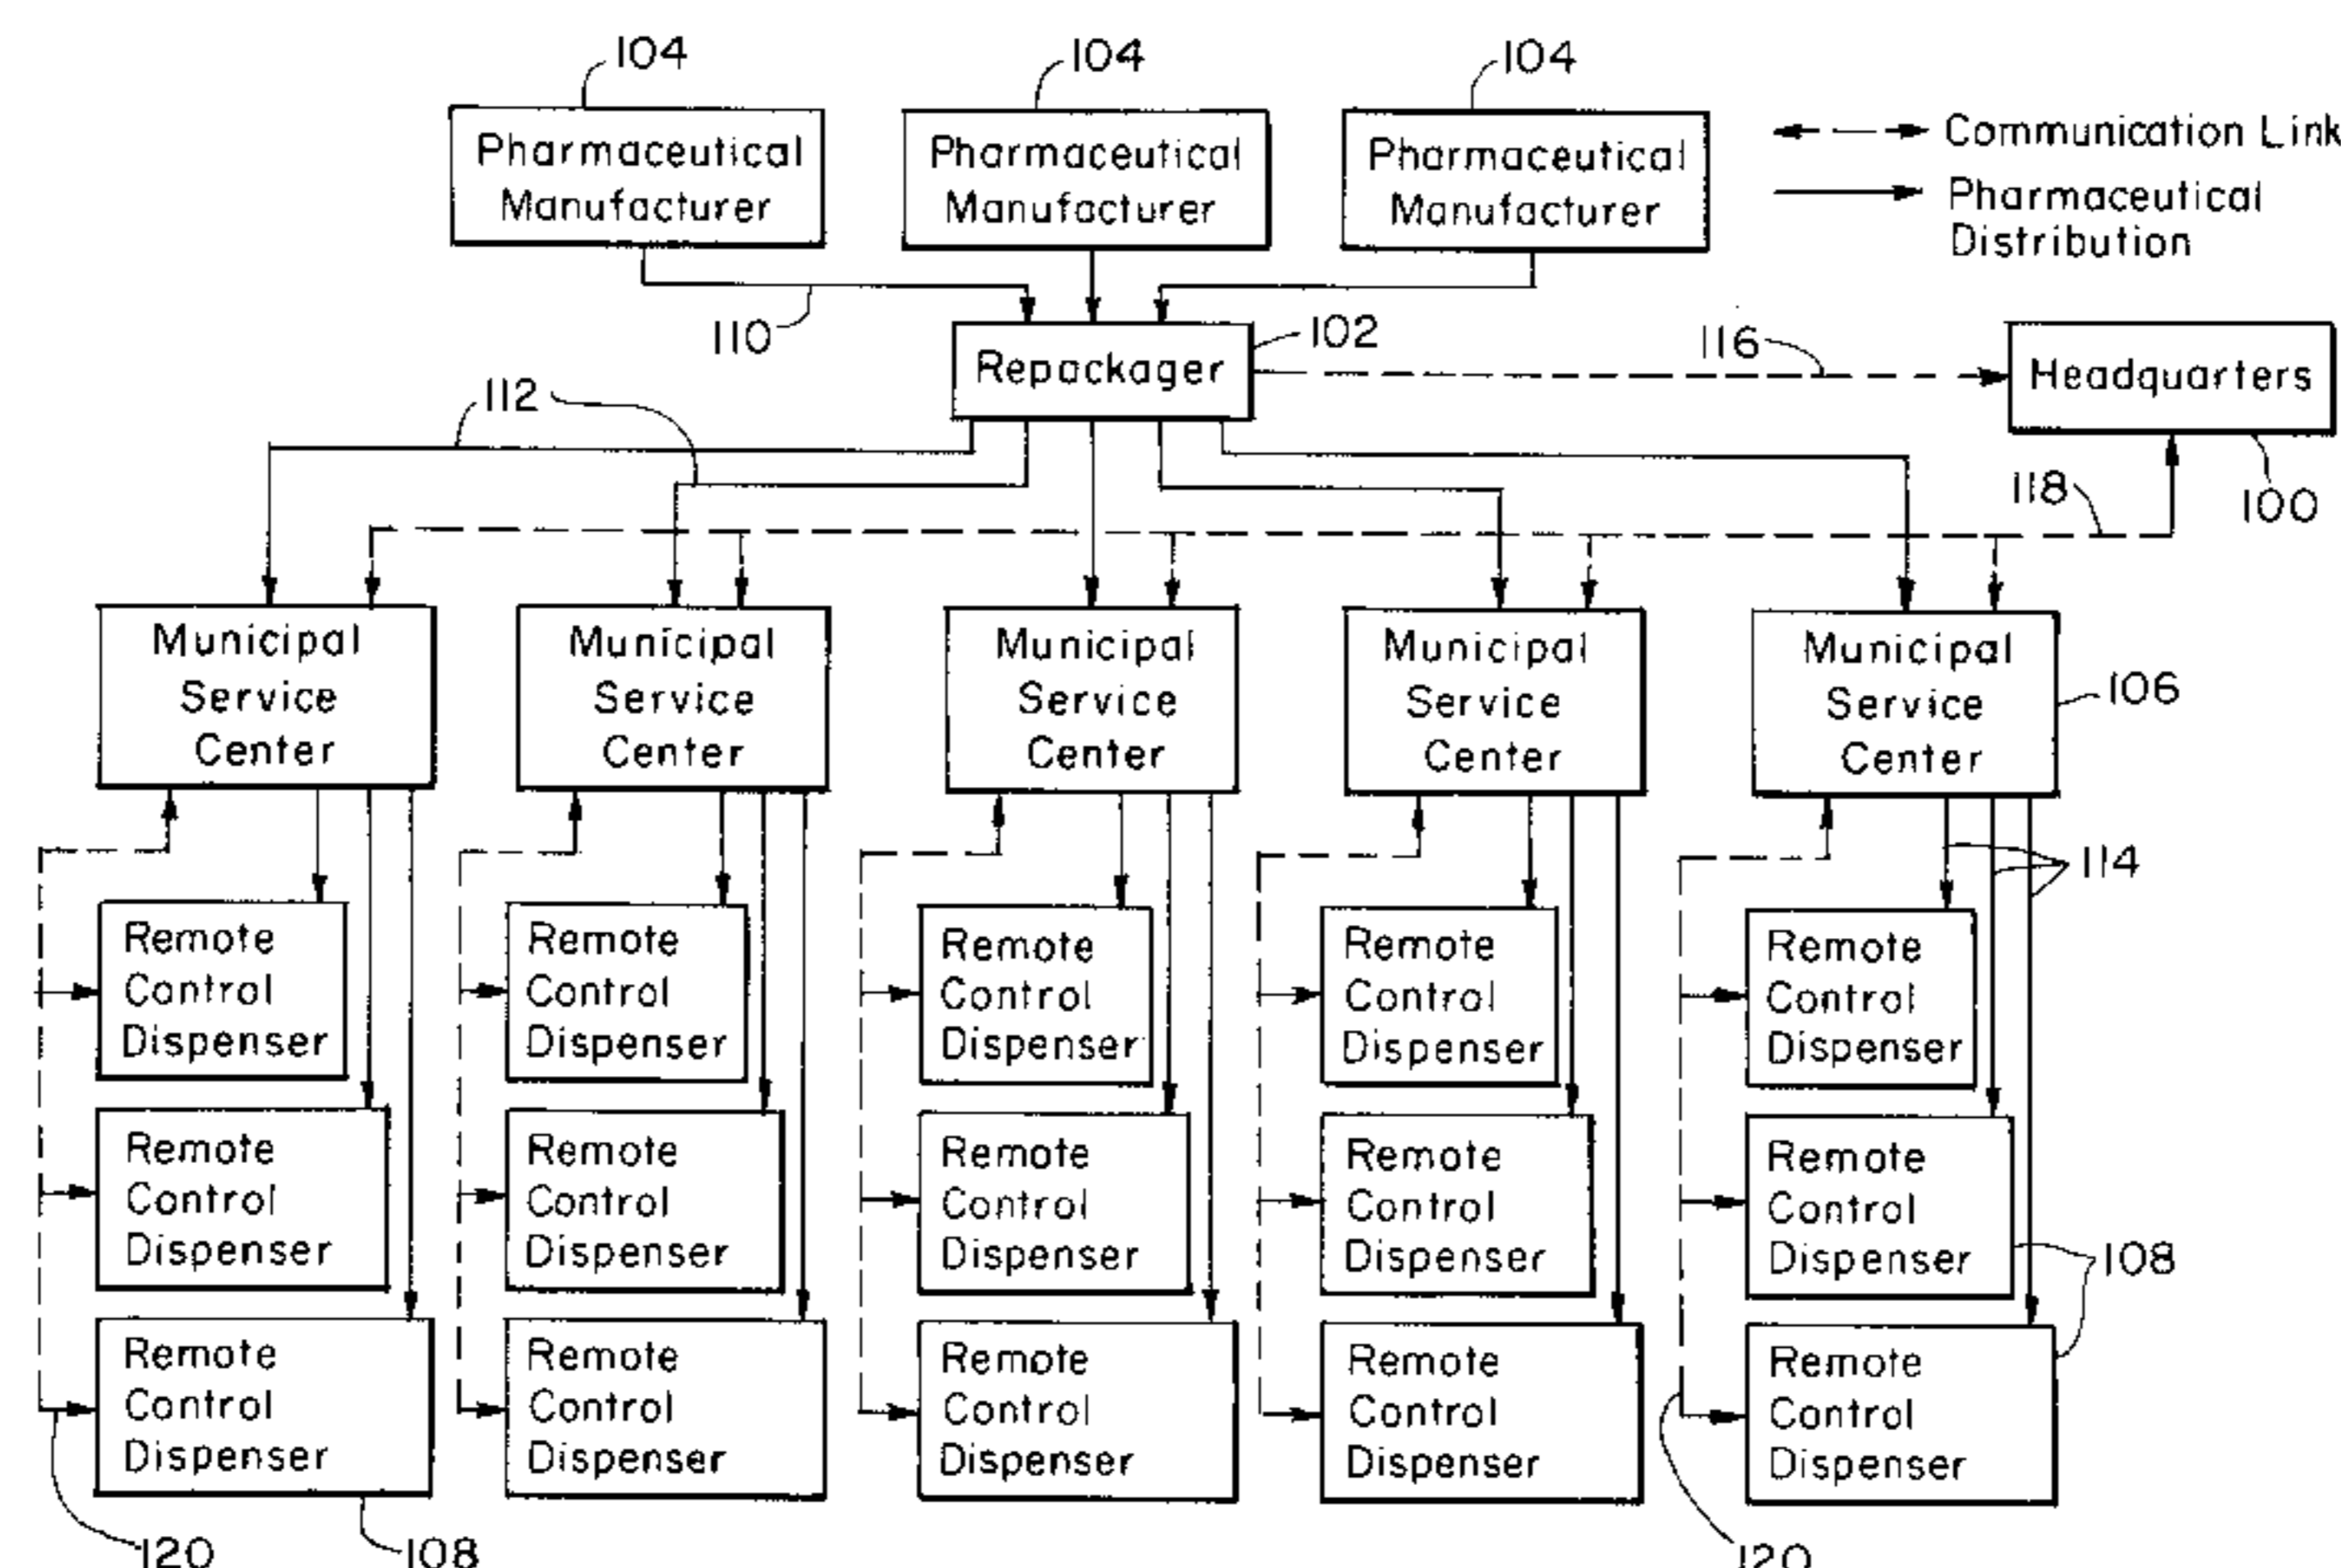 104
104
104
Pharmaceutical
Manufacturer
Pharmaceutical
Manufacturer
Pharmaceutical
Manufacturer
Communication Link
Pharmaceutical
Distribution
110
Repackager
102
116
Headquarters
112
118
100
Municipal
Service
Center
Municipal
Service
Center
Municipal
Service
Center
Municipal
Service
Center
Municipal
Service
Center
106
114
Remote
Control
Dispenser
Remote
Control
Dispenser
Remote
Control
Dispenser
Remote
Control
Dispenser
Remote
Control
Dispenser
Remote
Control
Dispenser
Remote
Control
Dispenser
Remote
Control
Dispenser
Remote
Control
Dispenser
Remote
Control
Dispenser
108
Remote
Control
Dispenser
Remote
Control
Dispenser
Remote
Control
Dispenser
Remote
Control
Dispenser
Remote
Control
Dispenser
120
108
120